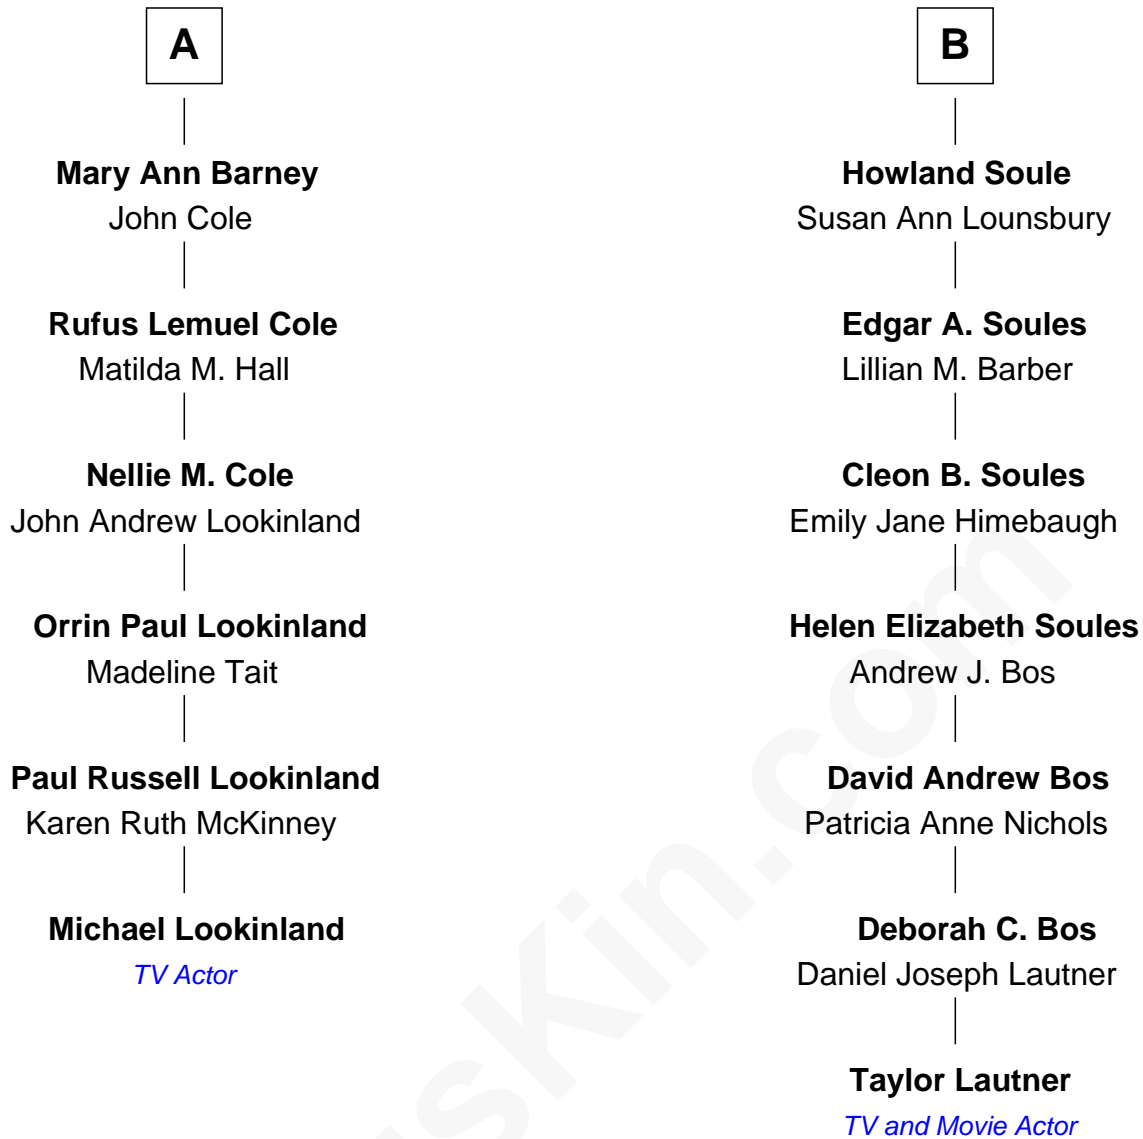 A
Mary Ann Barney
John Cole
Rufus Lemuel Cole
Matilda M. Hall
Nellie M. Cole
John Andrew Lookinland
Orrin Paul Lookinland
Madeline Tait
Paul Russell Lookinland
Karen Ruth McKinney
Michael Lookinland
TV Actor
B
Howland Soule
Susan Ann Lounsbury
Edgar A. Soules
Lillian M. Barber
Cleon B. Soules
Emily Jane Himebaugh
Helen Elizabeth Soules
Andrew J. Bos
David Andrew Bos
Patricia Anne Nichols
Deborah C. Bos
Daniel Joseph Lautner
Taylor Lautner
TV and Movie Actor
usKin.com